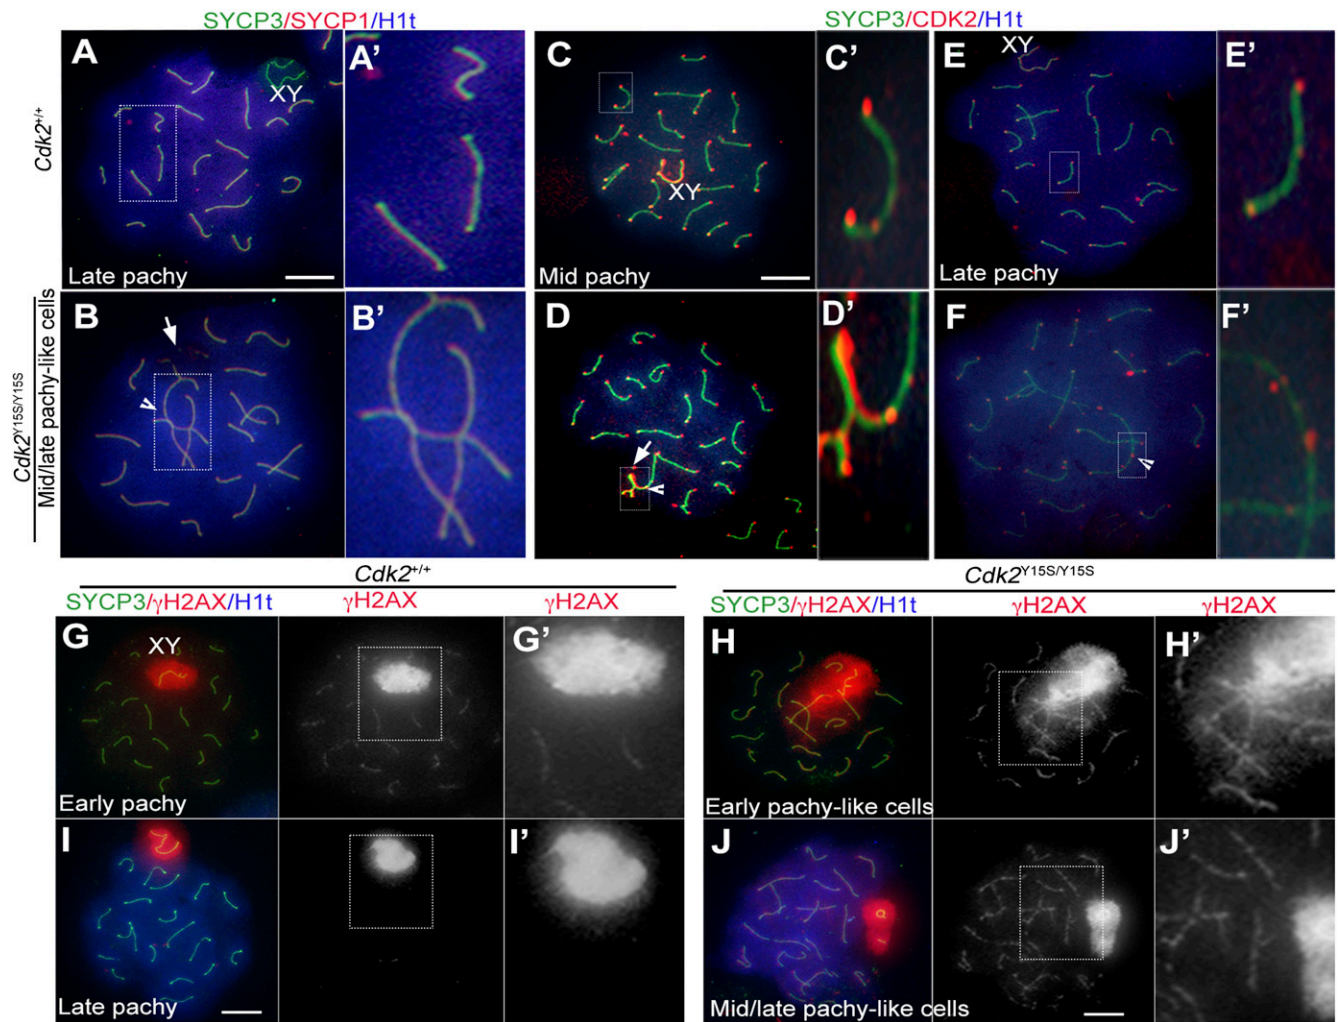 SYCP3/SYCP1/H1t
SYCP3/CDK2/H1t
Cdk2+/+
A
XY
Late pachy
A’
C
XY
Mid pachy
C’
E
XY
Late pachy
E’
Cdk2Y15S/Y15S
Mid/late pachy-like cells
B
B’
D
D’
F
F’
Cdk2+/+
Cdk2Y15S/Y15S
SYCP3/γH2AX/H1t
γH2AX
γH2AX
SYCP3/γH2AX/H1t
γH2AX
γH2AX
G
XY
Early pachy
G’
H
Early pachy-like cells
H’
I
Late pachy
I’
J
Mid/late pachy-like cells
J’